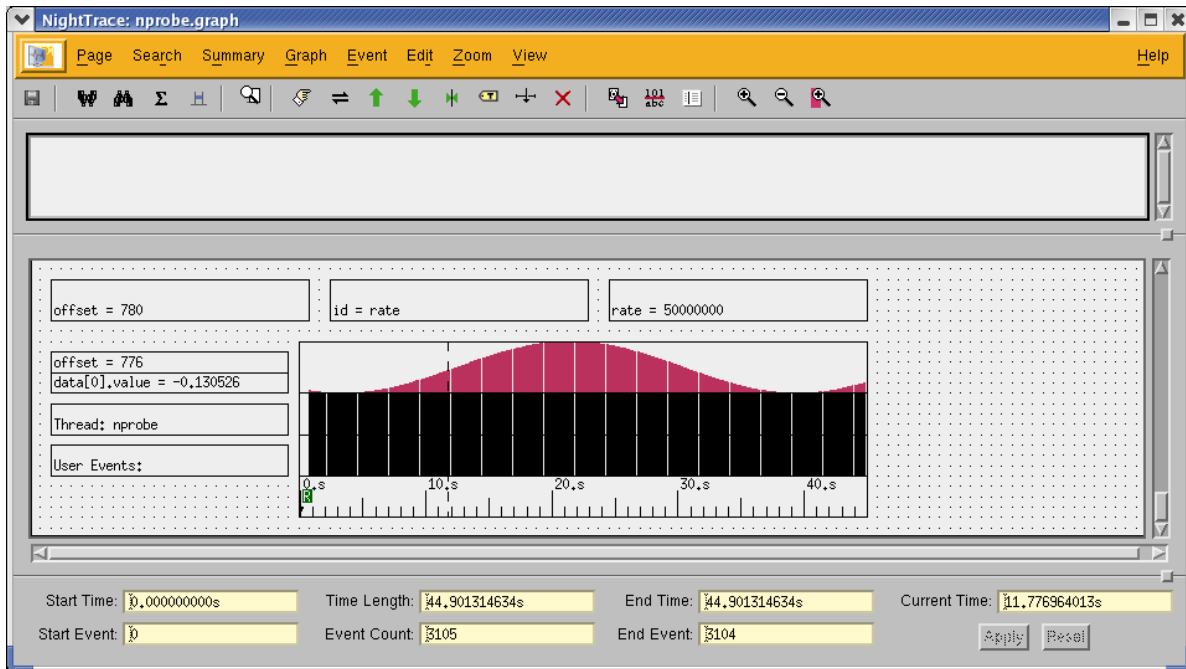 NightTrace: nprobe.graph
Page Search Summary Graph Event Edit Zoom View Help
101
abc
offset = 780
id = rate
rate = 50000000
offset = 776
data[0].value = -0.130526
Thread: nprobe
User Events:
0.s 10.s 20.s 30.s 40.s
R
Start Time: 0.000000000s Time Length: 44.901314634s End Time: 44.901314634s Current Time: 11.776964013s
Start Event: 0 Event Count: 3105 End Event: 3104 Apply Reset